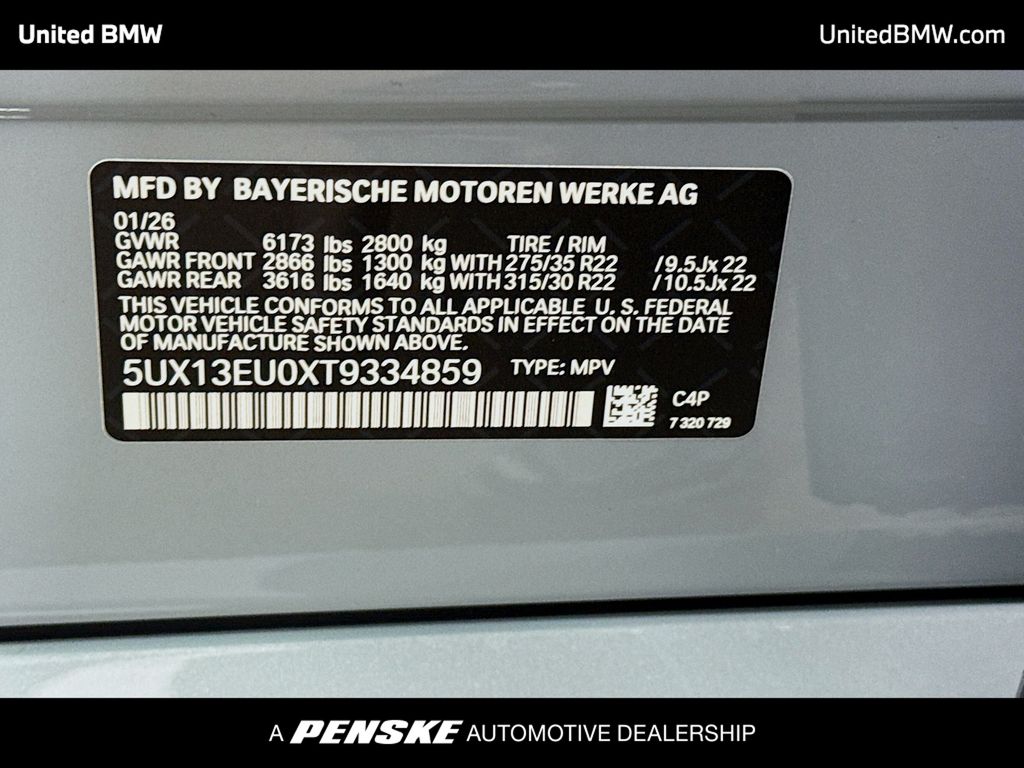 United BMW
UnitedBMW.com
MFD BY BAYERISCHE MOTOREN WERKE AG
01/26
GVWR 6173 lbs 2800 kg TIRE / RIM
GAWR FRONT 2866 lbs 1300 kg WITH 275/35 R22 /9.5Jx 22
GAWR REAR 3616 lbs 1640 kg WITH 315/30 R22 /10.5Jx 22
THIS VEHICLE CONFORMS TO ALL APPLICABLE U. S. FEDERAL
MOTOR VEHICLE SAFETY STANDARDS IN EFFECT ON THE DATE
OF MANUFACTURE SHOWN ABOVE.
5UX13EU0XT9334859 TYPE: MPV
C4P
7 320 729
A PENSKE AUTOMOTIVE DEALERSHIP